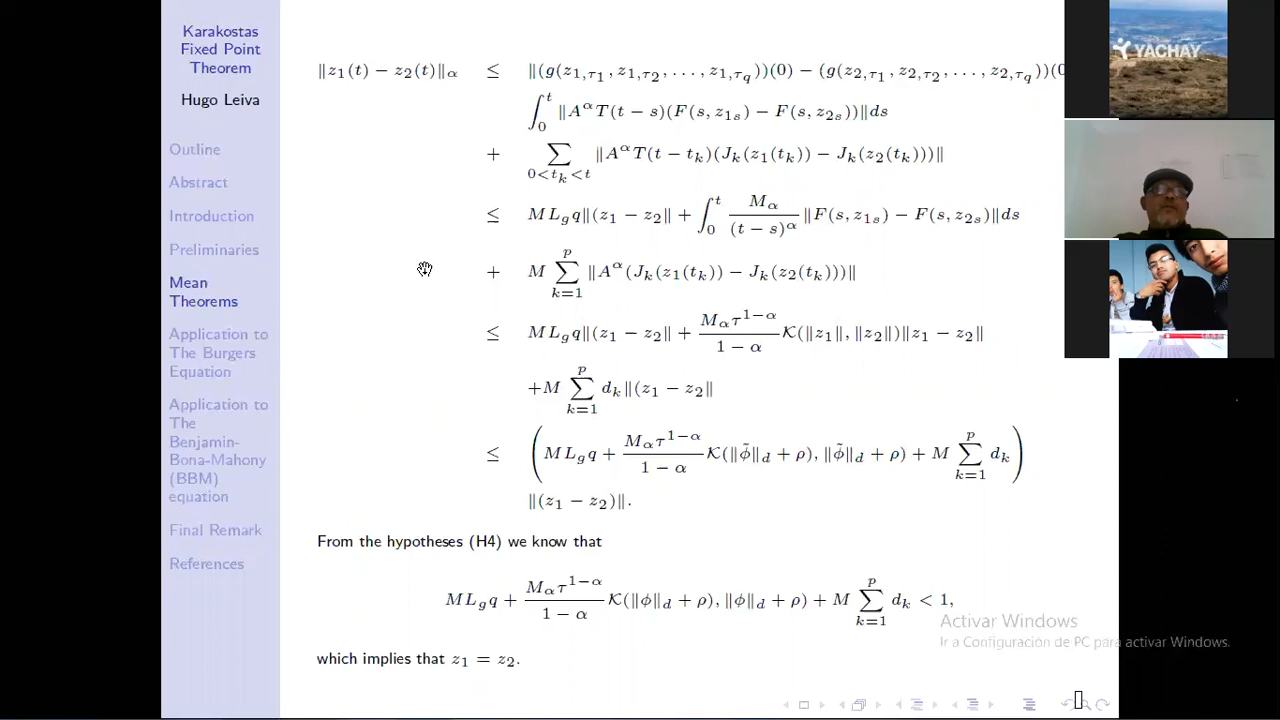 Karakostas
Fixed Point
Theorem
Hugo Leiva
Outline
Abstract
Introduction
Preliminaries
Mean
Theorems
Application to
The Burgers
Equation
Application to
The
Benjamin-
Bona-Mahony
(BBM)
equation
Final Remark
References
‖z₁(t) − z₂(t)‖_α ≤ ‖(g(z_{1,τ₁}, z_{1,τ₂}, . . . , z_{1,τ_q}))(0) − (g(z_{2,τ₁}, z_{2,τ₂}, . . . , z_{2,τ_q}))(0
∫₀ᵗ ‖A^α T(t − s)(F(s, z_{1s}) − F(s, z_{2s}))‖ds
+ ∑_{0<t_k<t} ‖A^α T(t − t_k)(J_k(z₁(t_k)) − J_k(z₂(t_k)))‖
≤ ML_g q‖(z₁ − z₂‖ + ∫₀ᵗ M_α/(t − s)^α ‖F(s, z_{1s}) − F(s, z_{2s})‖ds
+ M ∑_{k=1}^p ‖A^α(J_k(z₁(t_k)) − J_k(z₂(t_k)))‖
≤ ML_g q‖(z₁ − z₂‖ + M_α τ^{1−α}/(1 − α) 𝒦(‖z₁‖, ‖z₂‖)‖z₁ − z₂‖
+M ∑_{k=1}^p d_k‖(z₁ − z₂‖
≤ (ML_g q + M_α τ^{1−α}/(1 − α) 𝒦(‖φ̃‖_d + ρ), ‖φ̃‖_d + ρ) + M ∑_{k=1}^p d_k)
‖(z₁ − z₂)‖.
From the hypotheses (H4) we know that
ML_g q + M_α τ^{1−α}/(1 − α) 𝒦(‖φ‖_d + ρ), ‖φ‖_d + ρ) + M ∑_{k=1}^p d_k < 1,
which implies that z₁ = z₂.
YACHAY
Activar Windows
Ir a Configuración de PC para activar Windows.